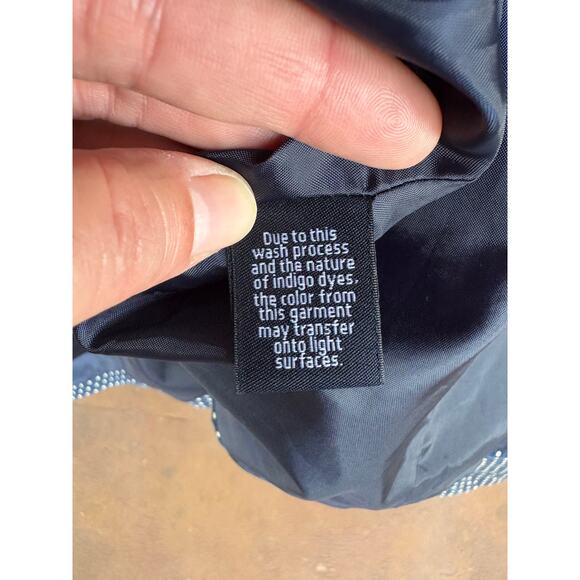 Due to this
wash process
and the nature
of indigo dyes,
the color from
this garment
may transfer
onto light
surfaces.